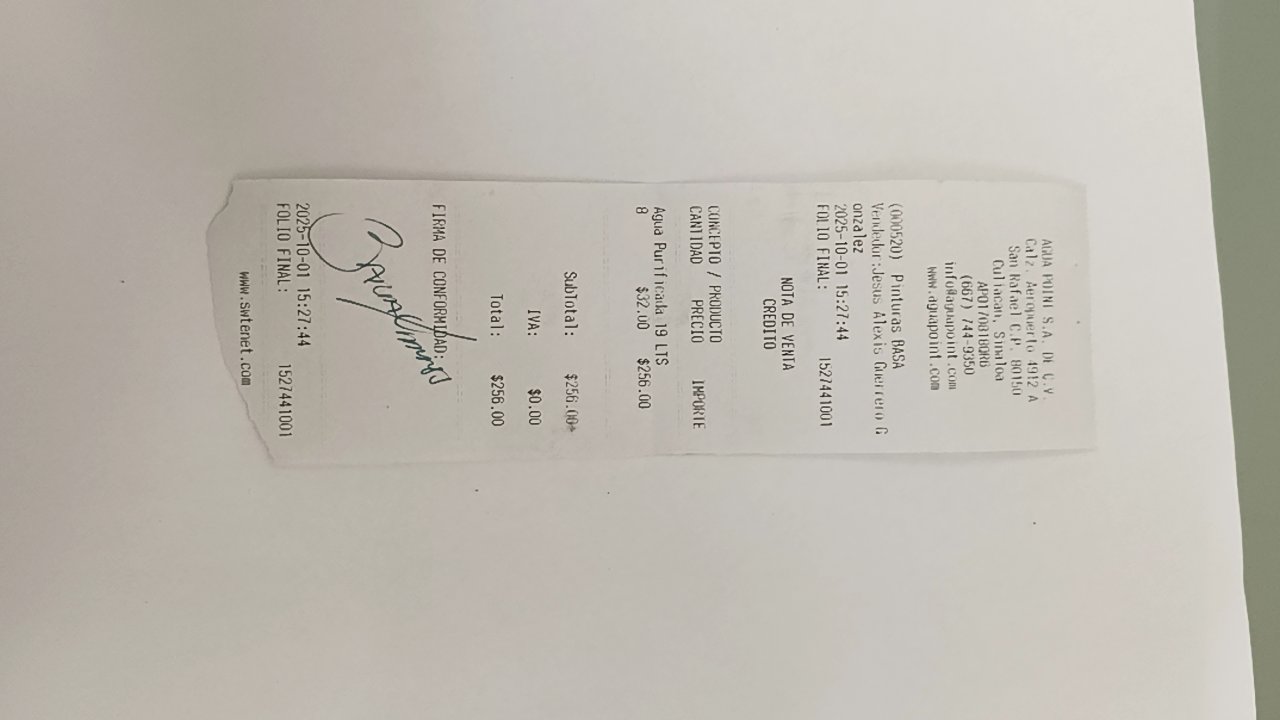 AGUA POINT S.A. DE C.V.
Calz. Aeropuerto 4912 A
San Rafael C.P. 80150
Culiacan, Sinaloa
APO170818QR6
(667) 744-9350
info@aguapoint.com
www.aguapoint.com
(000520) Pinturas BASA
Vendedor:Jesus Alexis Guerrero G
onzalez
2025-10-01 15:27:44
FOLIO FINAL: 1527441001
NOTA DE VENTA
CREDITO
CONCEPTO / PRODUCTO
CANTIDAD PRECIO IMPORTE
Agua Purificada 19 LTS
8 $32.00 $256.00
SubTotal: $256.00
IVA: $0.00
Total: $256.00
FIRMA DE CONFORMIDAD:
2025-10-01 15:27:44
FOLIO FINAL: 1527441001
www.swtenet.com